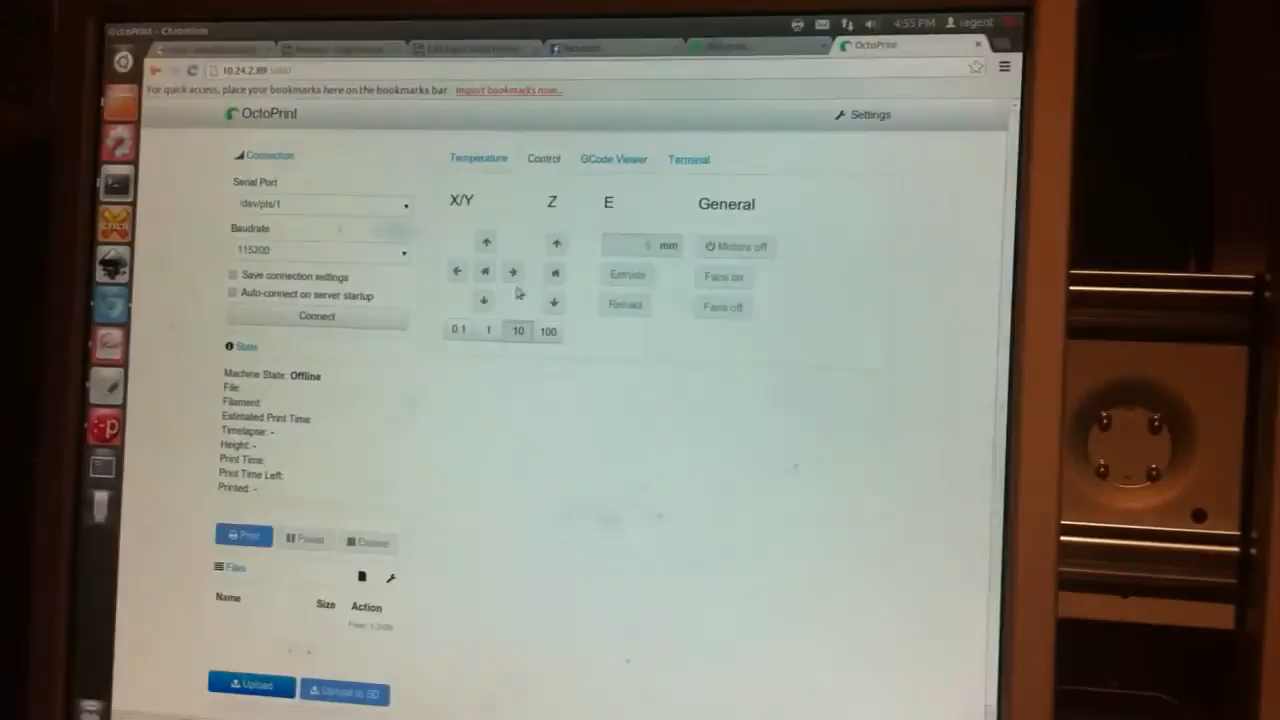 OctoPrint - Chromium
4:55 PM
OctoPrint
10.24.2.89:5000
For quick access, place your bookmarks here on the bookmarks bar. Import bookmarks now...
OctoPrint
Settings
Connection
Serial Port
/dev/pts/1
Baudrate
115200
Save connection settings
Auto-connect on server startup
Connect
State
Machine State: Offline
File:
Filament:
Estimated Print Time:
Timelapse: -
Height: -
Print Time:
Print Time Left:
Printed: -
Print
Pause
Files
Name
Size
Action
Upload
Upload to SD
Temperature
Control
GCode Viewer
Terminal
X/Y
Z
E
General
5 mm
Motors off
Extrude
Fans on
Retract
Fans off
0.1
1
10
100